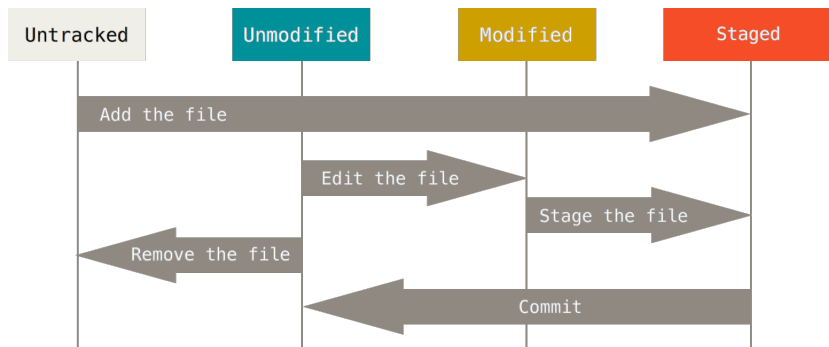 Untracked
Unmodified
Modified
Staged
Add the file
Edit the file
Stage the file
Remove the file
Commit